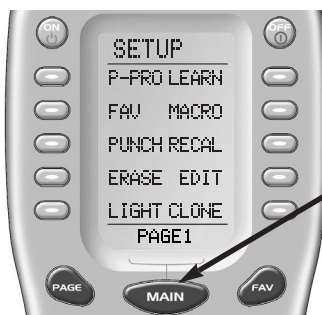 ON OFF
SETUP
P-PRO LEARN
FAV MACRO
PUNCH RECAL
ERASE EDIT
LIGHT CLONE
PAGE1
PAGE MAIN FAV